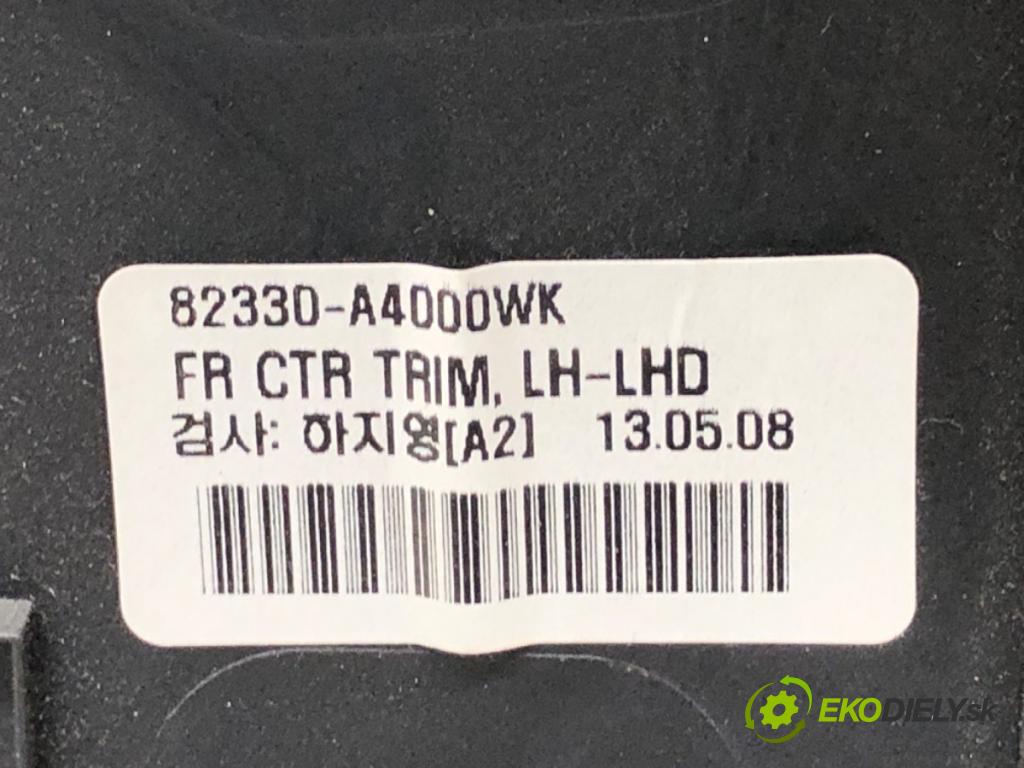 82330-A4000WK
FR CTR TRIM, LH-LHD
검사: 하지영[A2] 13.05.08
EKODIELY.sk